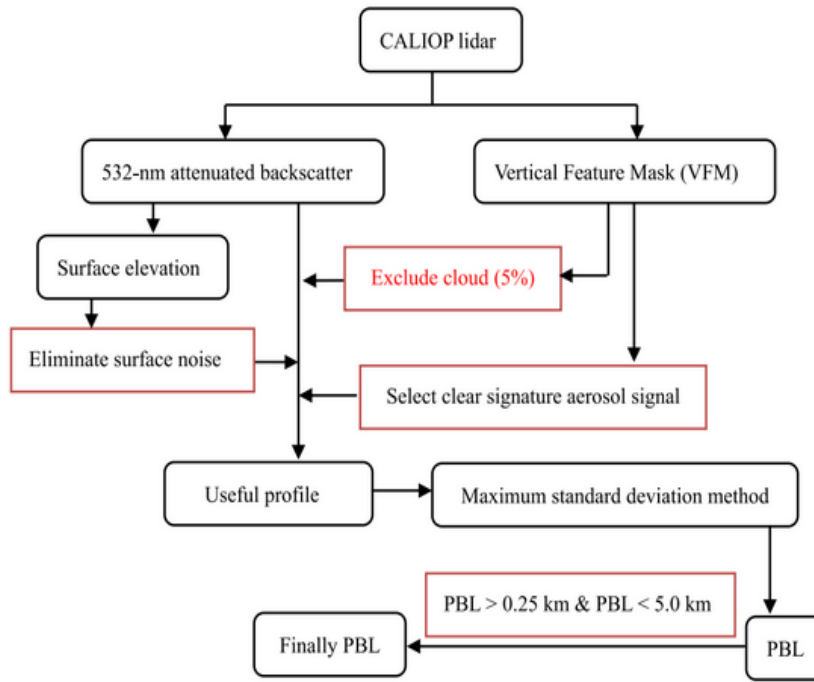 CALIOP lidar
532-nm attenuated backscatter
Vertical Feature Mask (VFM)
Surface elevation
Exclude cloud (5%)
Eliminate surface noise
Select clear signature aerosol signal
Useful profile
Maximum standard deviation method
PBL > 0.25 km & PBL < 5.0 km
Finally PBL
PBL